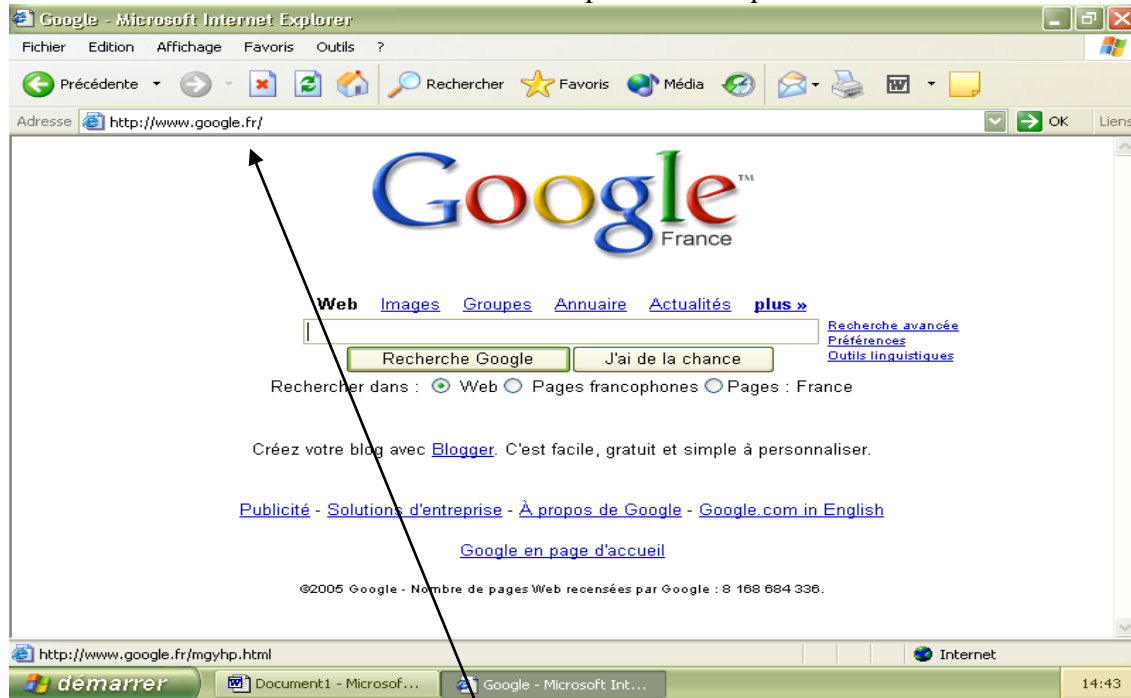 Google - Microsoft Internet Explorer
Fichier Edition Affichage Favoris Outils ?
Précédente Rechercher Favoris Média
Adresse http://www.google.fr/ OK Liens
Google™
France
Web Images Groupes Annuaire Actualités plus »
Recherche avancée
Préférences
Outils linguistiques
Recherche Google J'ai de la chance
Rechercher dans : Web Pages francophones Pages : France
Créez votre blog avec Blogger. C'est facile, gratuit et simple à personnaliser.
Publicité - Solutions d'entreprise - À propos de Google - Google.com in English
Google en page d'accueil
©2005 Google - Nombre de pages Web recensées par Google : 8 168 684 336.
http://www.google.fr/mgyhp.html Internet
démarrer Document1 - Microsof... Google - Microsoft Int... 14:43